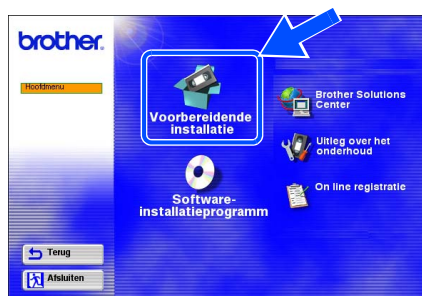 brother.
Hoofdmenu
Voorbereidende
installatie
Software-
installatieprogramm
Brother Solutions
Center
Uitleg over het
onderhoud
On line registratie
Terug
Afsluiten